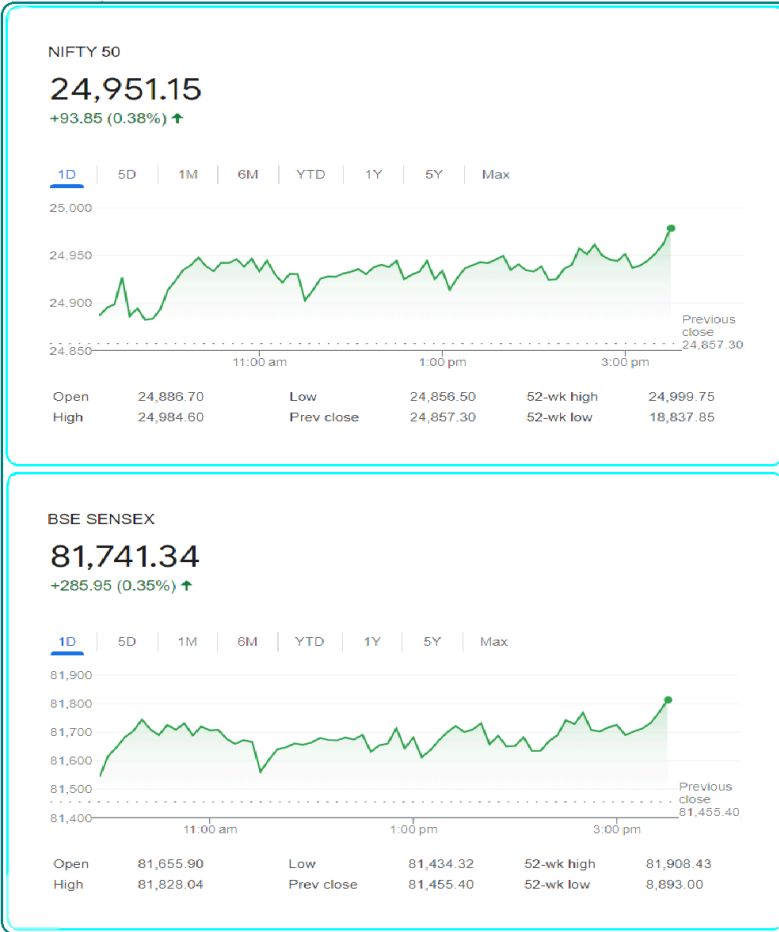 NIFTY 50
24,951.15
+93.85 (0.38%) ↑
1D 5D 1M 6M YTD 1Y 5Y Max
25,000
24,950
24,900
24,850
Previous
close
24,857.30
11:00 am 1:00 pm 3:00 pm
Open 24,886.70 Low 24,856.50 52-wk high 24,999.75
High 24,984.60 Prev close 24,857.30 52-wk low 18,837.85
BSE SENSEX
81,741.34
+285.95 (0.35%) ↑
1D 5D 1M 6M YTD 1Y 5Y Max
81,900
81,800
81,700
81,600
81,500
81,400
Previous
close
81,455.40
11:00 am 1:00 pm 3:00 pm
Open 81,655.90 Low 81,434.32 52-wk high 81,908.43
High 81,828.04 Prev close 81,455.40 52-wk low 8,893.00